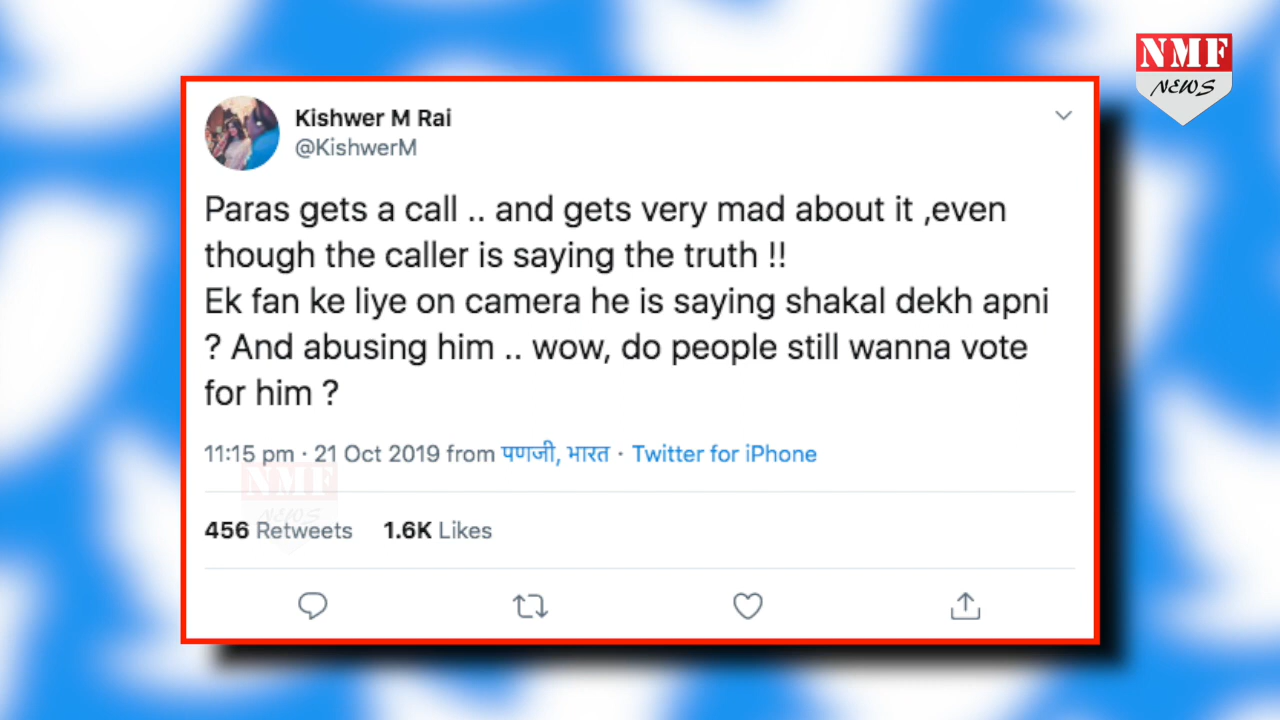 NMF
NEWS
Kishwer M Rai
@KishwerM
Paras gets a call .. and gets very mad about it ,even
though the caller is saying the truth !!
Ek fan ke liye on camera he is saying shakal dekh apni
? And abusing him .. wow, do people still wanna vote
for him ?
11:15 pm · 21 Oct 2019 from पणजी, भारत · Twitter for iPhone
NMF
NEWS
456 Retweets 1.6K Likes